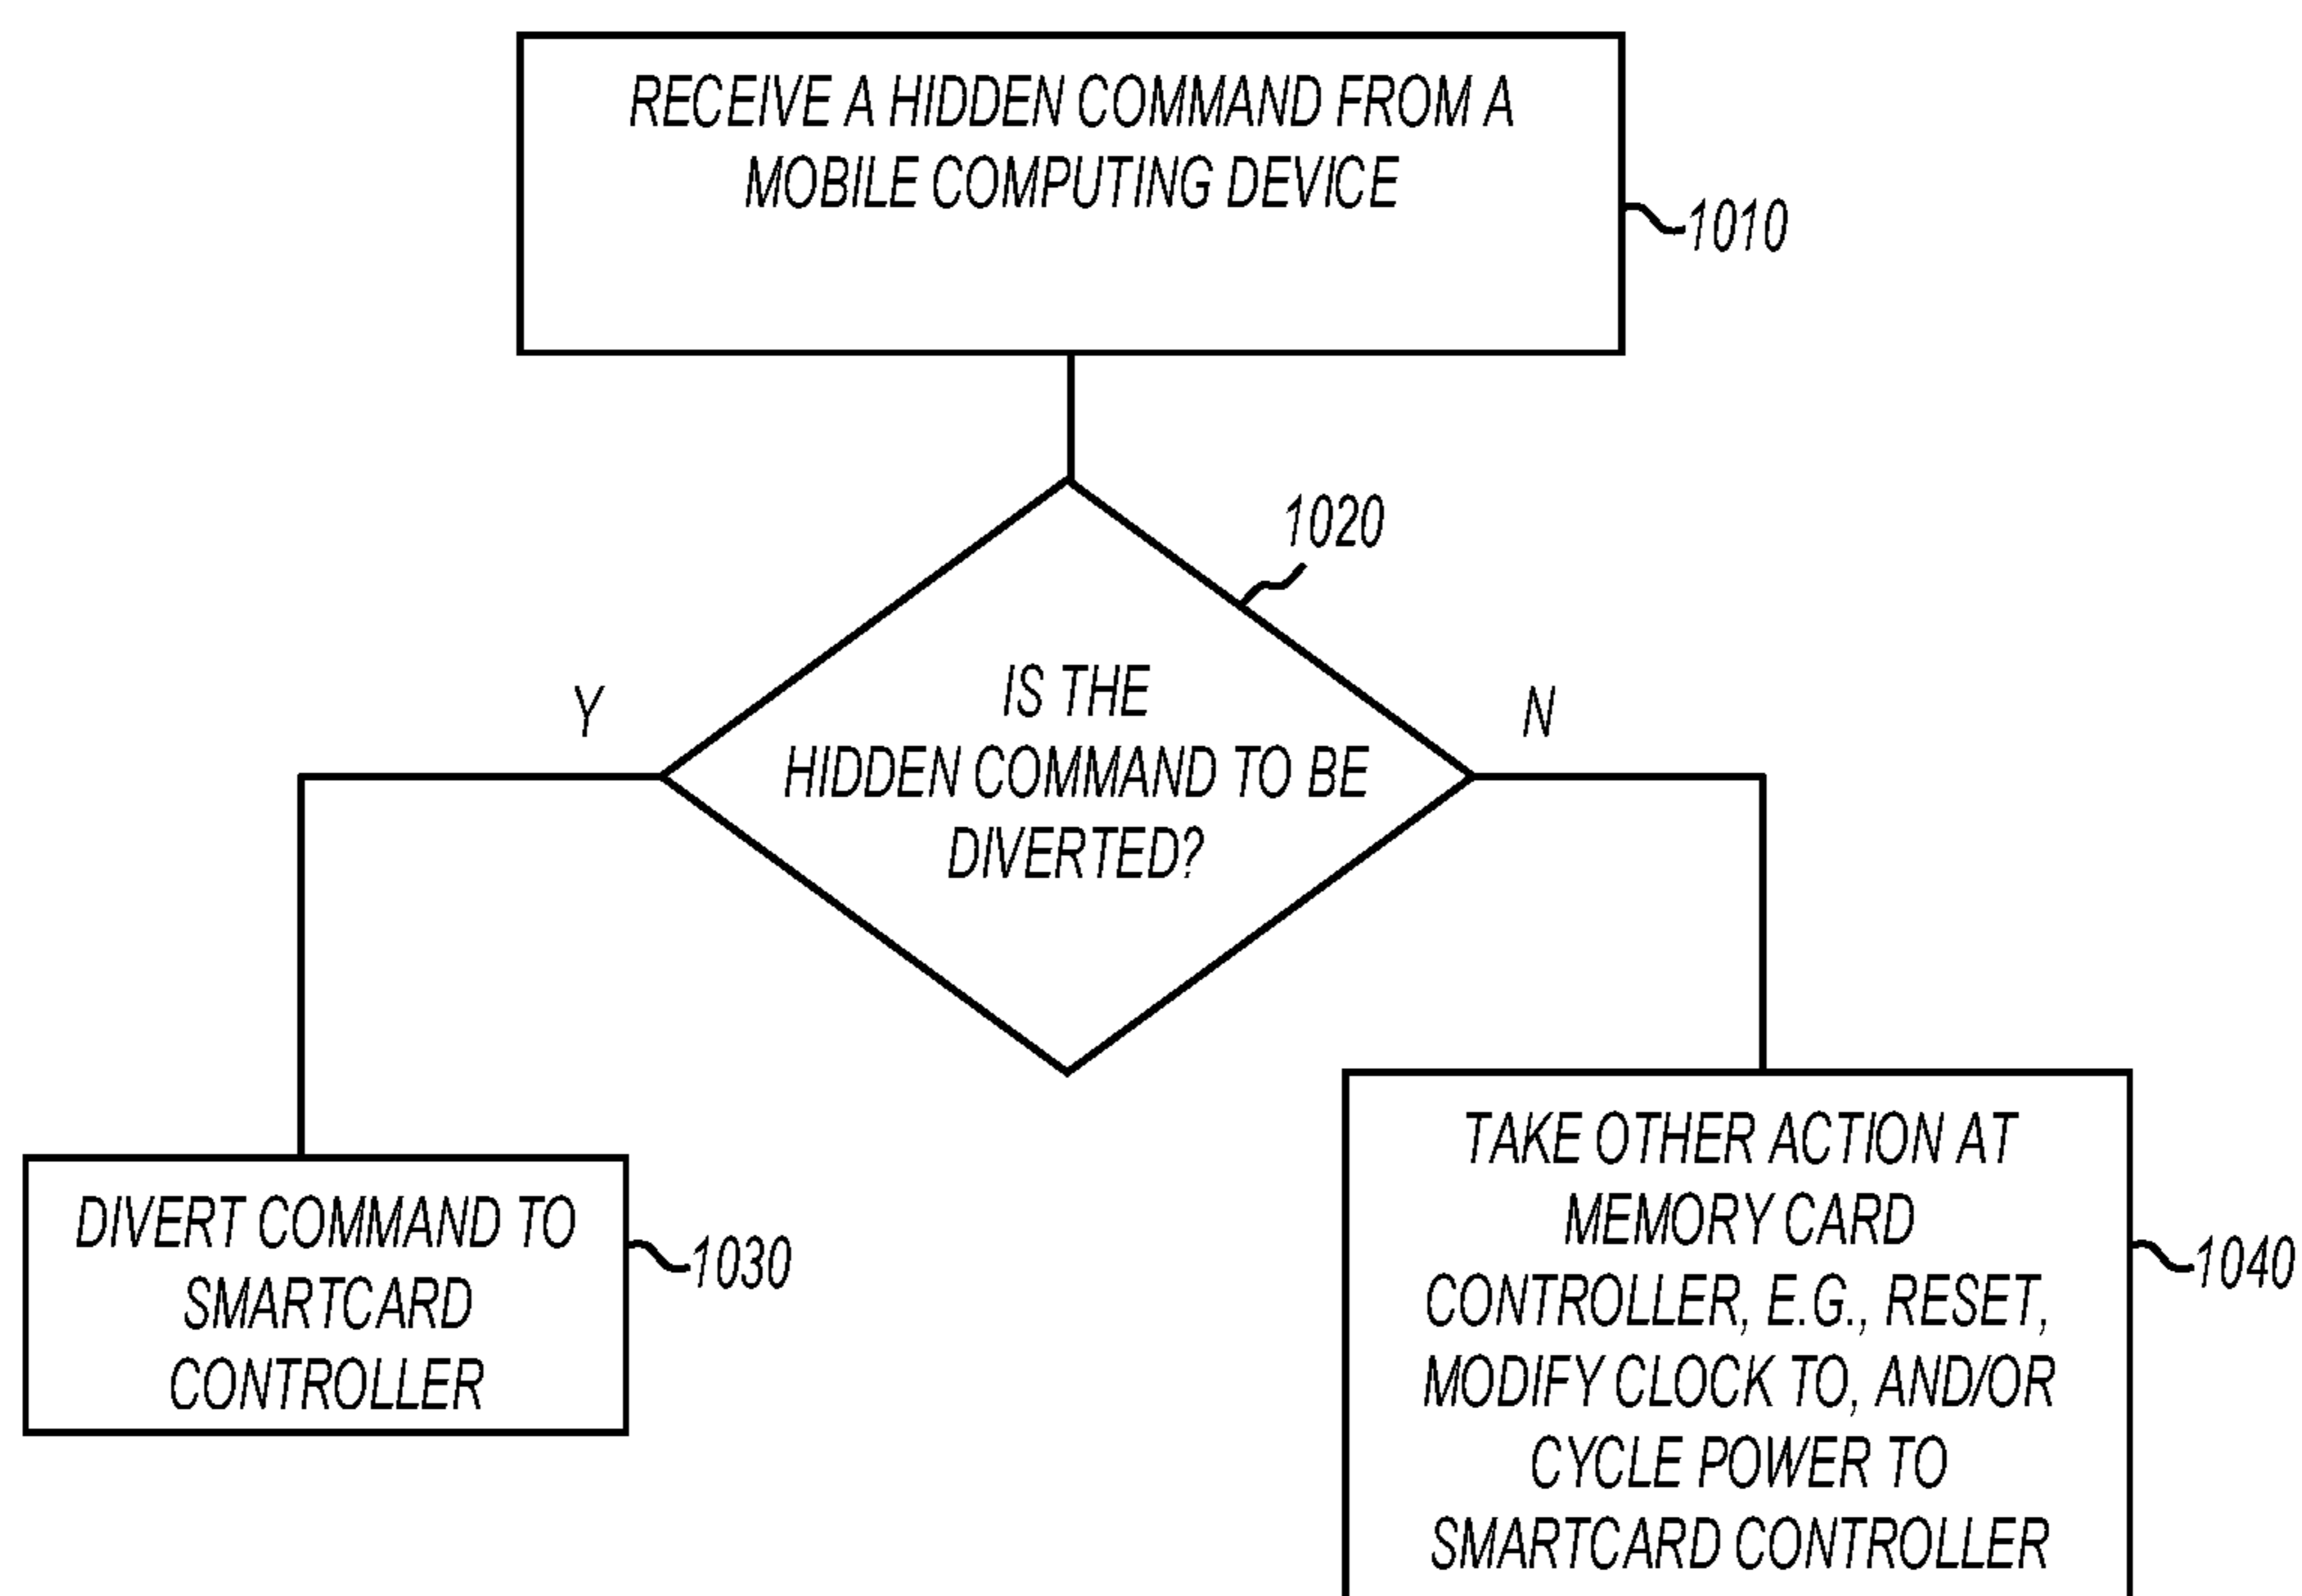 RECEIVE A HIDDEN COMMAND FROM A
MOBILE COMPUTING DEVICE
1010
1020
IS THE
HIDDEN COMMAND TO BE
DIVERTED?
Y
N
DIVERT COMMAND TO
SMARTCARD
CONTROLLER
1030
TAKE OTHER ACTION AT
MEMORY CARD
CONTROLLER, E.G., RESET,
MODIFY CLOCK TO, AND/OR
CYCLE POWER TO
SMARTCARD CONTROLLER
1040